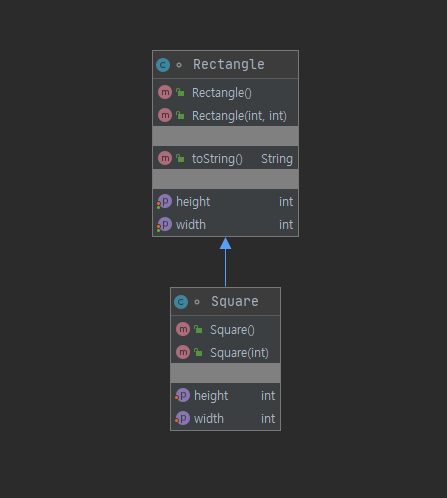 Rectangle
Rectangle()
Rectangle(int, int)
toString() String
height int
width int
Square
Square()
Square(int)
height int
width int